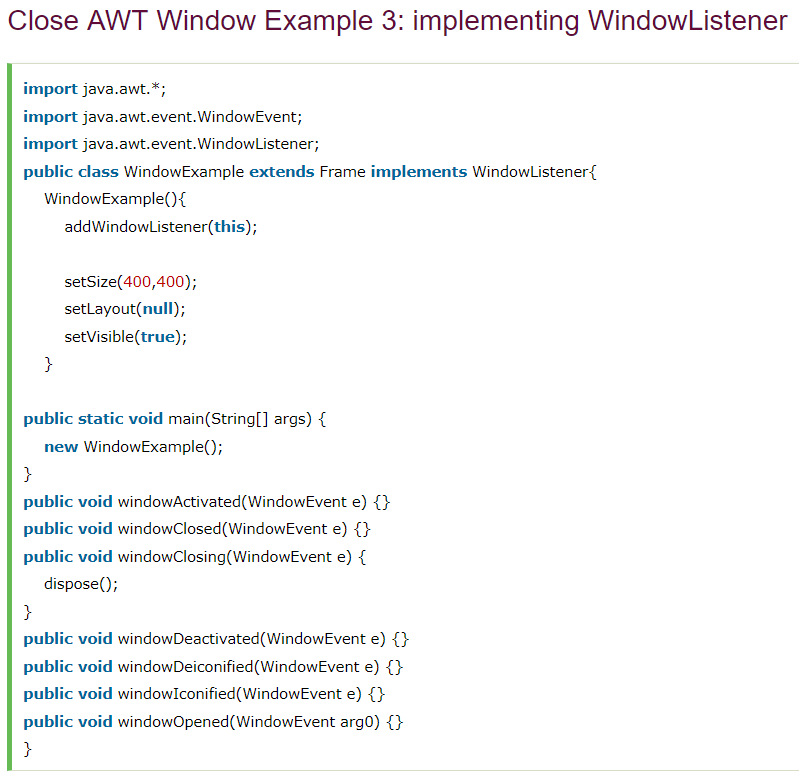 Close AWT Window Example 3: implementing WindowListener
import java.awt.*;
import java.awt.event.WindowEvent;
import java.awt.event.WindowListener;
public class WindowExample extends Frame implements WindowListener{
WindowExample(){
addWindowListener(this);
setSize(400,400);
setLayout(null);
setVisible(true);
}
public static void main(String[] args) {
new WindowExample();
}
public void windowActivated(WindowEvent e) {}
public void windowClosed(WindowEvent e) {}
public void windowClosing(WindowEvent e) {
dispose();
}
public void windowDeactivated(WindowEvent e) {}
public void windowDeiconified(WindowEvent e) {}
public void windowIconified(WindowEvent e) {}
public void windowOpened(WindowEvent arg0) {}
}